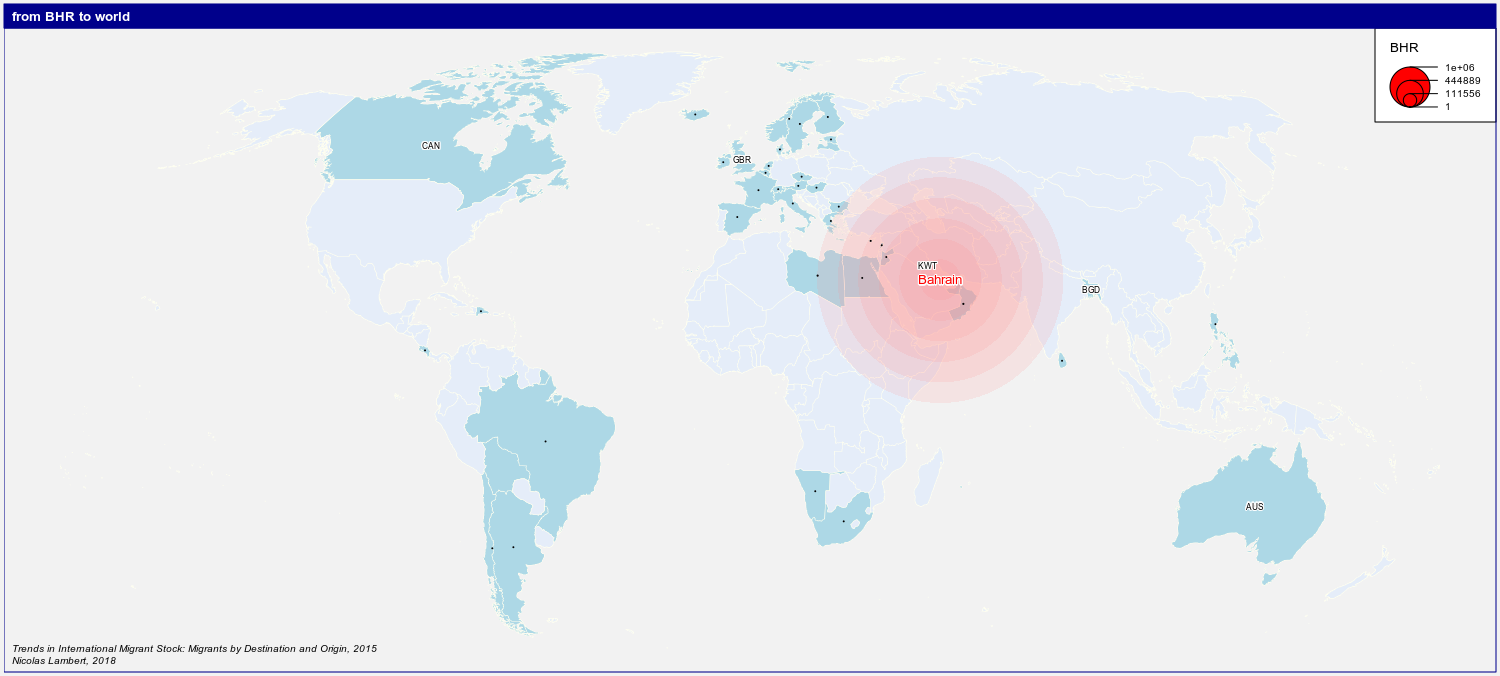 from BHR to world
BHR
1e+06
444889
111556
1
CAN
GBR
KWT
Bahrain
BGD
AUS
Trends in International Migrant Stock: Migrants by Destination and Origin, 2015
Nicolas Lambert, 2018